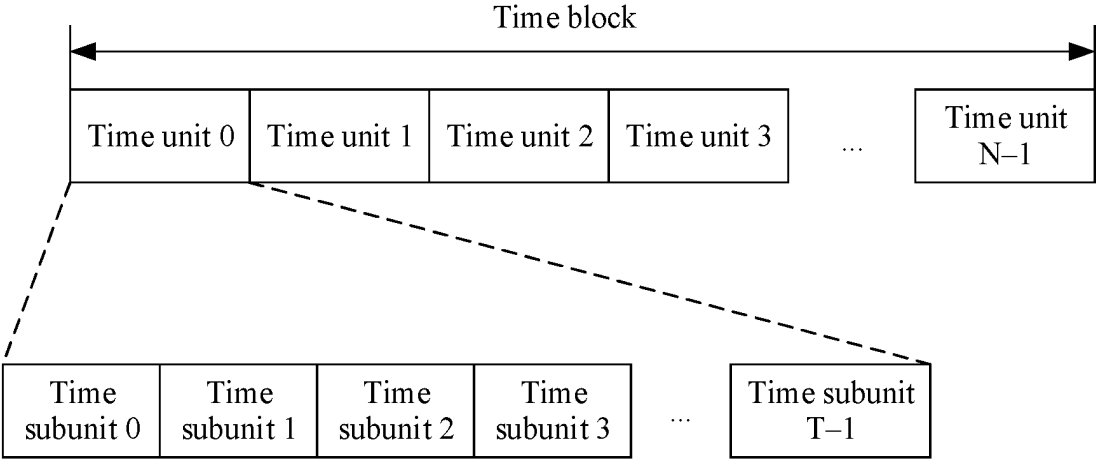 Time block
Time unit 0
Time unit 1
Time unit 2
Time unit 3
...
Time unit
N–1
Time
subunit 0
Time
subunit 1
Time
subunit 2
Time
subunit 3
...
Time subunit
T–1